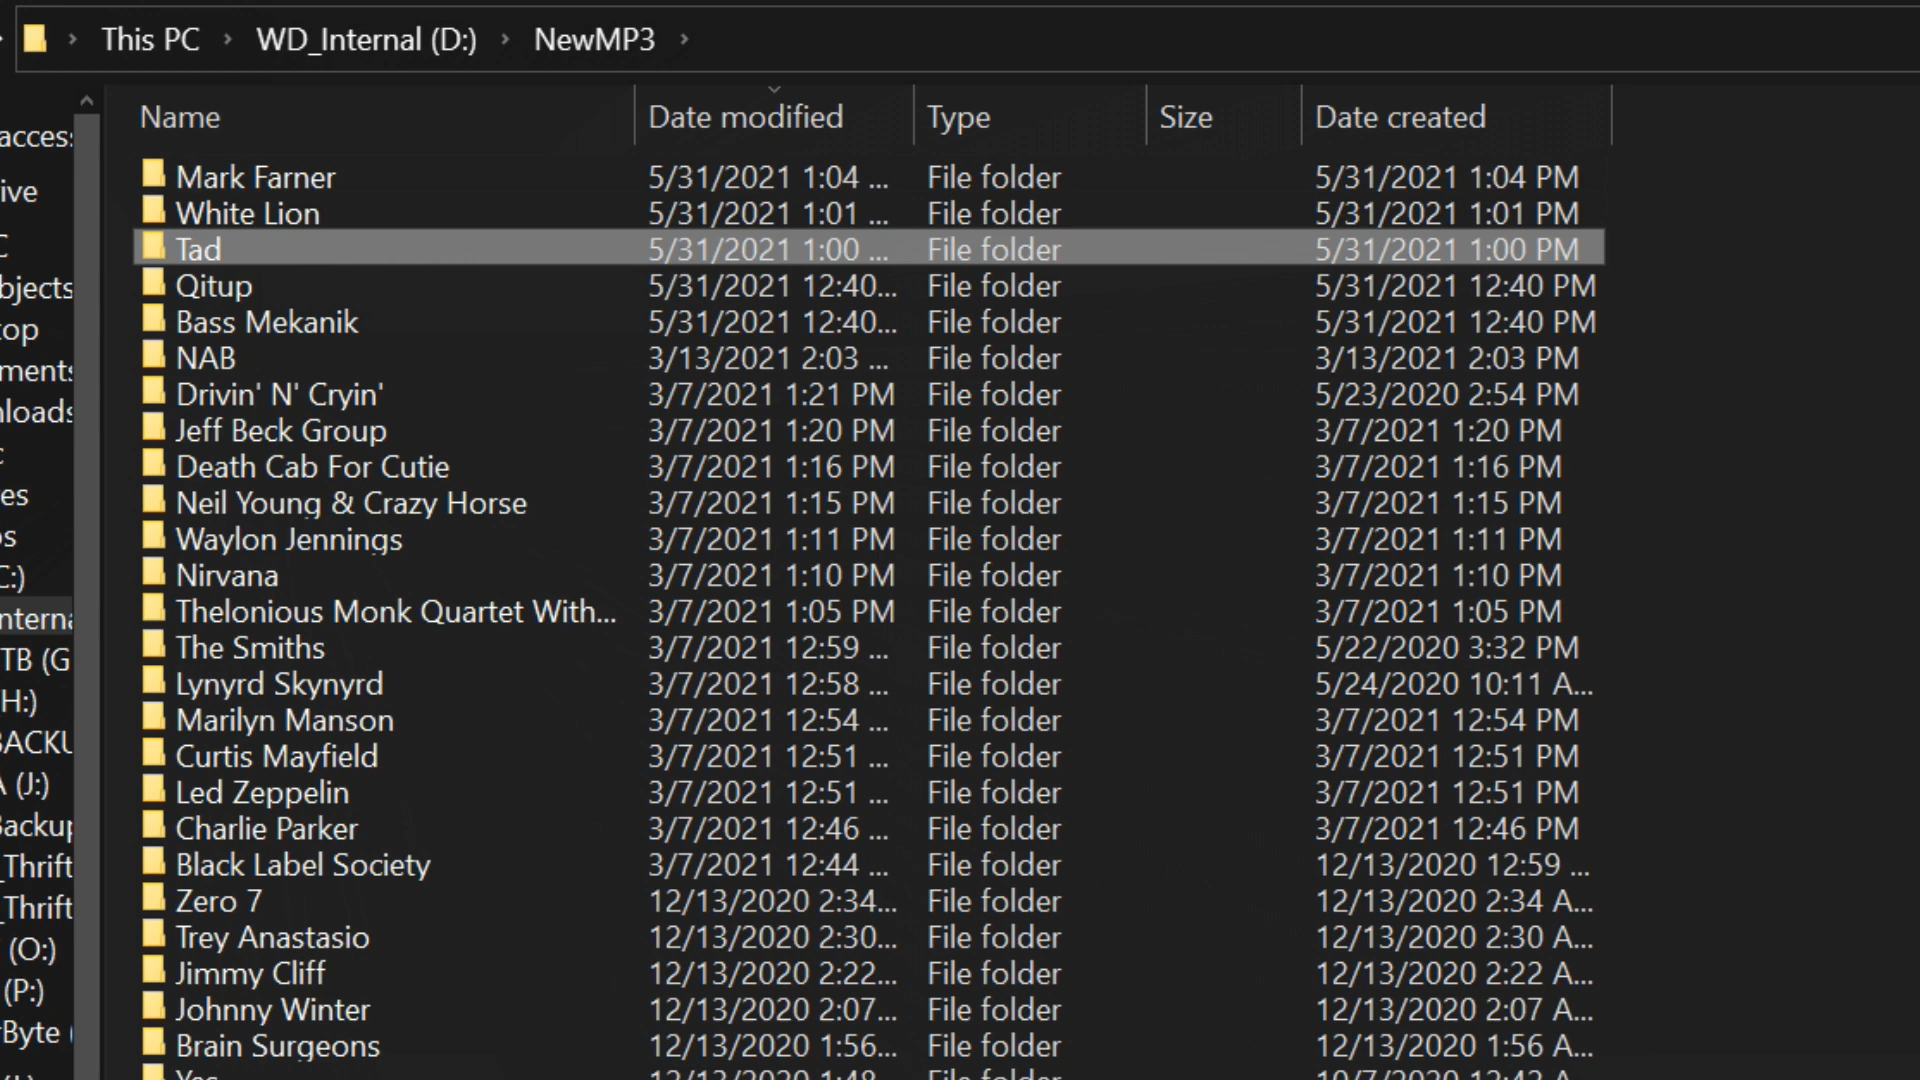 This PC > WD_Internal (D:) > NewMP3 >
Name Date modified Type Size Date created
Mark Farner 5/31/2021 1:04 ... File folder 5/31/2021 1:04 PM
White Lion 5/31/2021 1:01 ... File folder 5/31/2021 1:01 PM
Tad 5/31/2021 1:00 ... File folder 5/31/2021 1:00 PM
Qitup 5/31/2021 12:40... File folder 5/31/2021 12:40 PM
Bass Mekanik 5/31/2021 12:40... File folder 5/31/2021 12:40 PM
NAB 3/13/2021 2:03 ... File folder 3/13/2021 2:03 PM
Drivin' N' Cryin' 3/7/2021 1:21 PM File folder 5/23/2020 2:54 PM
Jeff Beck Group 3/7/2021 1:20 PM File folder 3/7/2021 1:20 PM
Death Cab For Cutie 3/7/2021 1:16 PM File folder 3/7/2021 1:16 PM
Neil Young & Crazy Horse 3/7/2021 1:15 PM File folder 3/7/2021 1:15 PM
Waylon Jennings 3/7/2021 1:11 PM File folder 3/7/2021 1:11 PM
Nirvana 3/7/2021 1:10 PM File folder 3/7/2021 1:10 PM
Thelonious Monk Quartet With... 3/7/2021 1:05 PM File folder 3/7/2021 1:05 PM
The Smiths 3/7/2021 12:59 ... File folder 5/22/2020 3:32 PM
Lynyrd Skynyrd 3/7/2021 12:58 ... File folder 5/24/2020 10:11 A...
Marilyn Manson 3/7/2021 12:54 ... File folder 3/7/2021 12:54 PM
Curtis Mayfield 3/7/2021 12:51 ... File folder 3/7/2021 12:51 PM
Led Zeppelin 3/7/2021 12:51 ... File folder 3/7/2021 12:51 PM
Charlie Parker 3/7/2021 12:46 ... File folder 3/7/2021 12:46 PM
Black Label Society 3/7/2021 12:44 ... File folder 12/13/2020 12:59 ...
Zero 7 12/13/2020 2:34... File folder 12/13/2020 2:34 A...
Trey Anastasio 12/13/2020 2:30... File folder 12/13/2020 2:30 A...
Jimmy Cliff 12/13/2020 2:22... File folder 12/13/2020 2:22 A...
Johnny Winter 12/13/2020 2:07... File folder 12/13/2020 2:07 A...
Brain Surgeons 12/13/2020 1:56... File folder 12/13/2020 1:56 A...
acces
ive
C
bjects
top
ments
nloads
c
es
os
C:)
nterna
TB (G
H:)
BACKU
A (J:)
Backup
_Thrift
_Thrift
(O:)
(P:)
Byte (